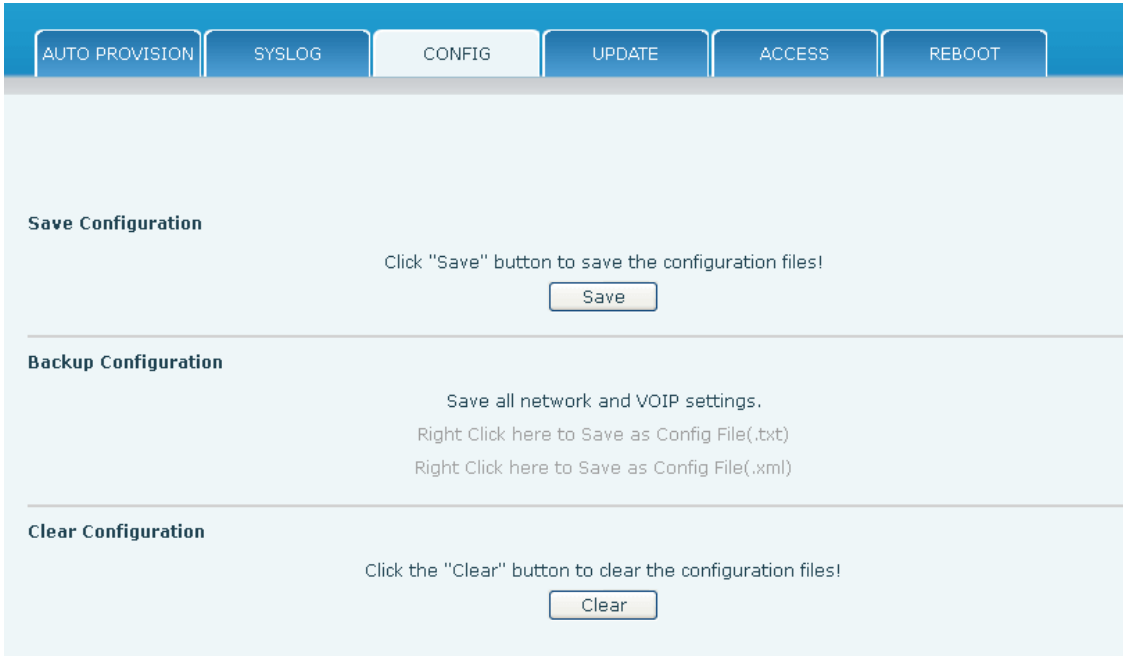 AUTO PROVISION SYSLOG CONFIG UPDATE ACCESS REBOOT
Save Configuration
Click "Save" button to save the configuration files!
Save
Backup Configuration
Save all network and VOIP settings.
Right Click here to Save as Config File(.txt)
Right Click here to Save as Config File(.xml)
Clear Configuration
Click the "Clear" button to clear the configuration files!
Clear